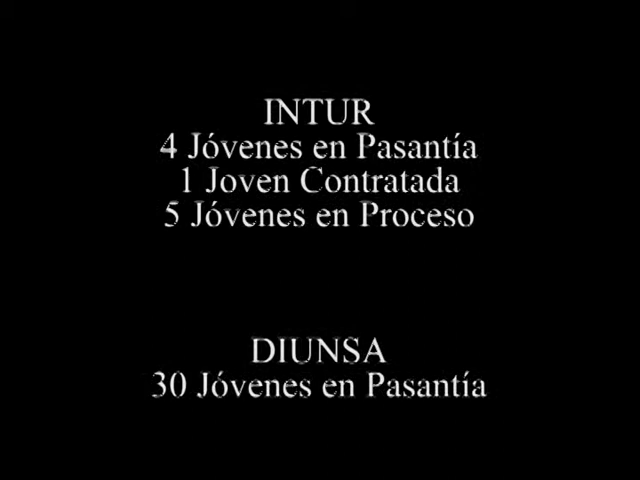 INTUR
4 Jóvenes en Pasantía
1 Joven Contratada
5 Jóvenes en Proceso
DIUNSA
30 Jóvenes en Pasantía